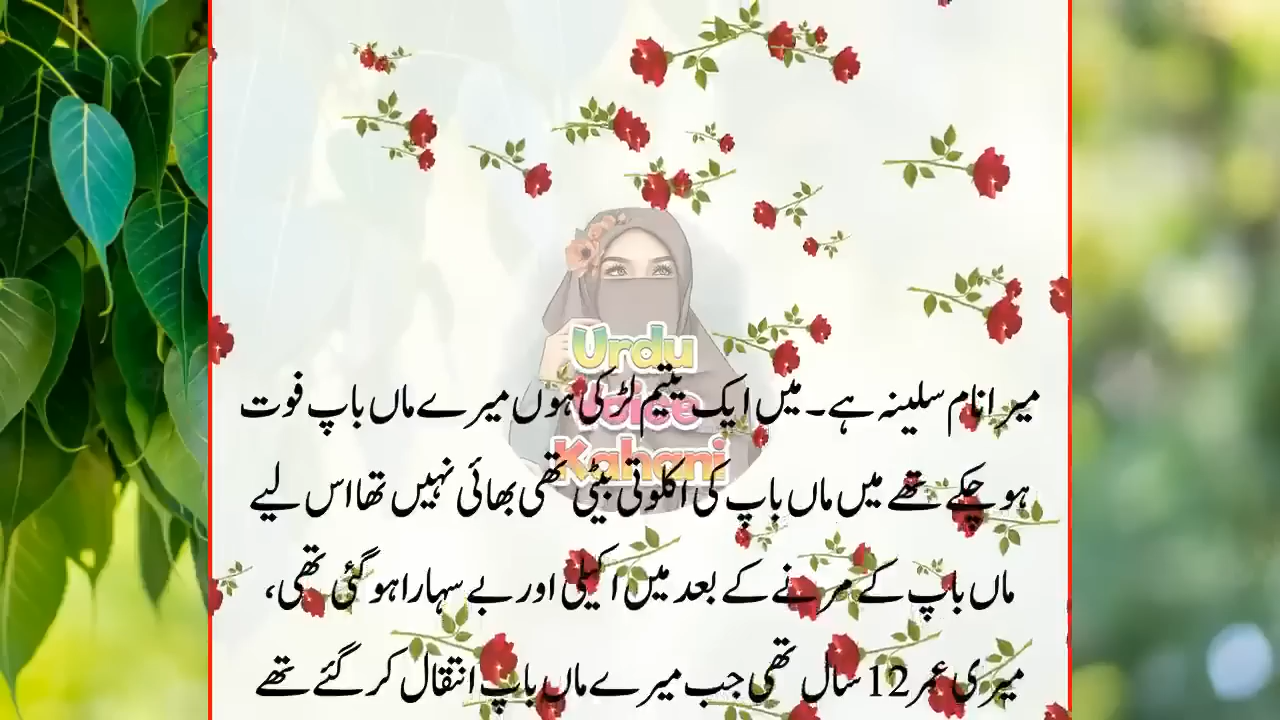 Urdu
Voice
Kahani
میرا نام سلینہ ہے۔ میں ایک یتیم لڑکی ہوں میرے ماں باپ فوت
ہو چکے تھے میں ماں باپ کی اکلوتی بیٹی تھی بھائی نہیں تھا اس لیے
ماں باپ کے مرنے کے بعد میں اکیلی اور بے سہارا ہو گئی تھی،
میری عمر 12 سال تھی جب میرے ماں باپ انتقال کر گئے تھے